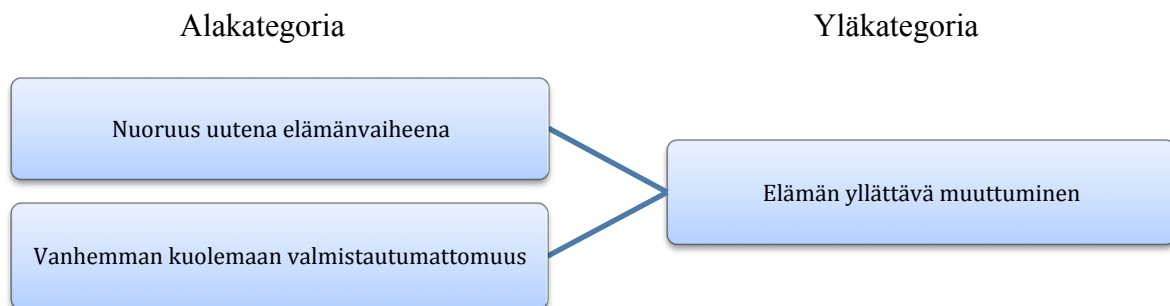 Alakategoria
Yläkategoria
Nuoruus uutena elämänvaiheena
Elämän yllättävä muuttuminen
Vanhemman kuolemaan valmistautumattomuus